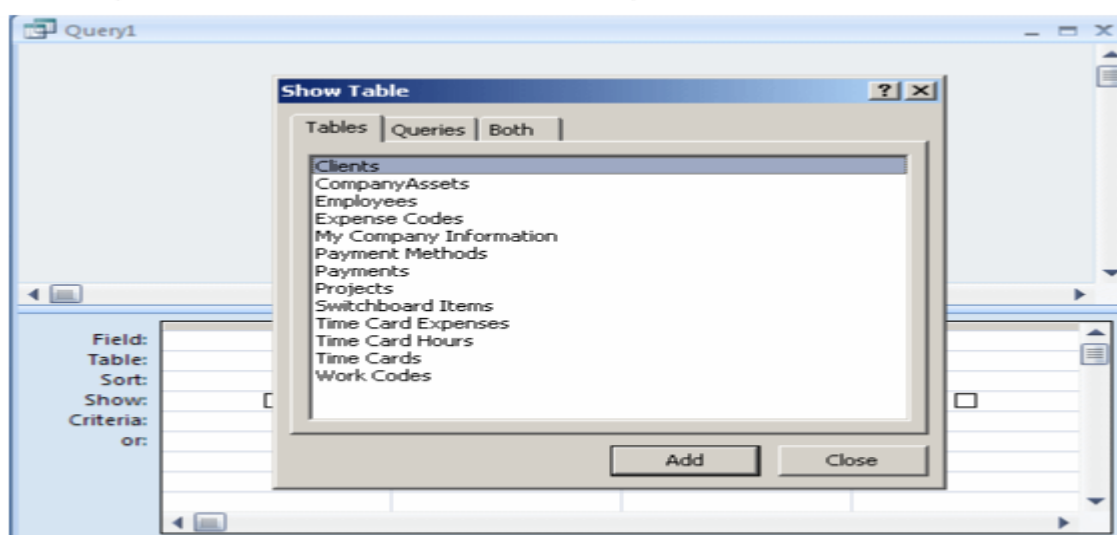 Query1
Show Table
Tables Queries Both
Clients
CompanyAssets
Employees
Expense Codes
My Company Information
Payment Methods
Payments
Projects
Switchboard Items
Time Card Expenses
Time Card Hours
Time Cards
Work Codes
Add Close
Field:
Table:
Sort:
Show:
Criteria:
or: